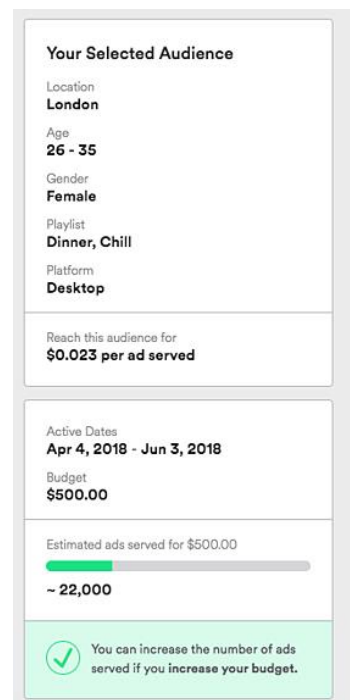 Your Selected Audience
Location
London
Age
26 - 35
Gender
Female
Playlist
Dinner, Chill
Platform
Desktop
Reach this audience for
$0.023 per ad served
Active Dates
Apr 4, 2018 - Jun 3, 2018
Budget
$500.00
Estimated ads served for $500.00
~ 22,000
You can increase the number of ads
served if you increase your budget.